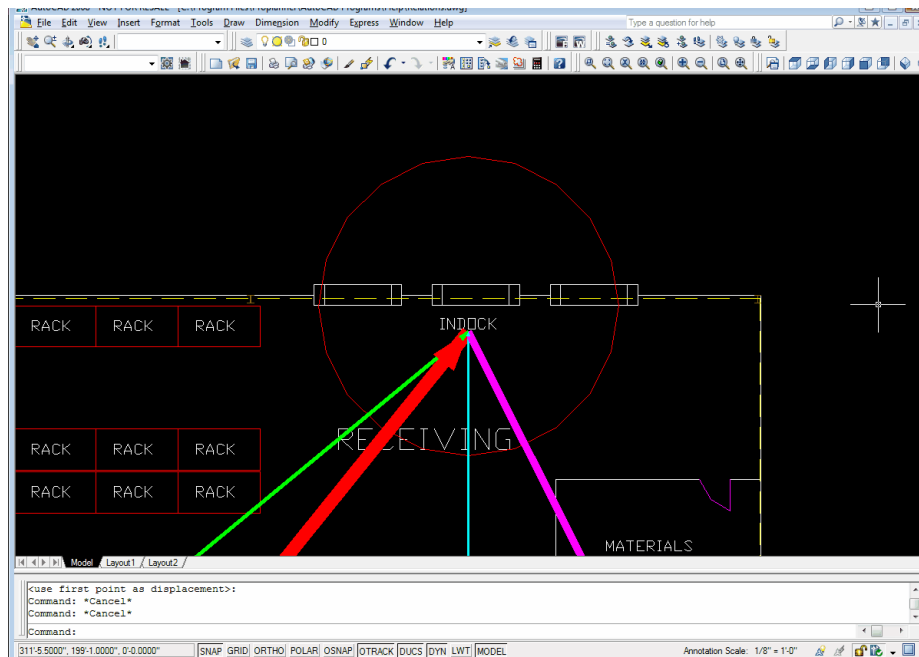 File Edit View Insert Format Tools Draw Dimension Modify Express Window Help Type a question for help
0
RACK RACK RACK
INDOCK
RECEIVING
RACK RACK RACK
RACK RACK RACK
MATERIALS
Model Layout1 Layout2
<use first point as displacement>:
Command: *Cancel*
Command: *Cancel*
Command:
311'-5.5000", 199'-1.0000", 0'-0.0000" SNAP GRID ORTHO POLAR OSNAP OTRACK DUCS DYN LWT MODEL Annotation Scale: 1/8" = 1'-0"